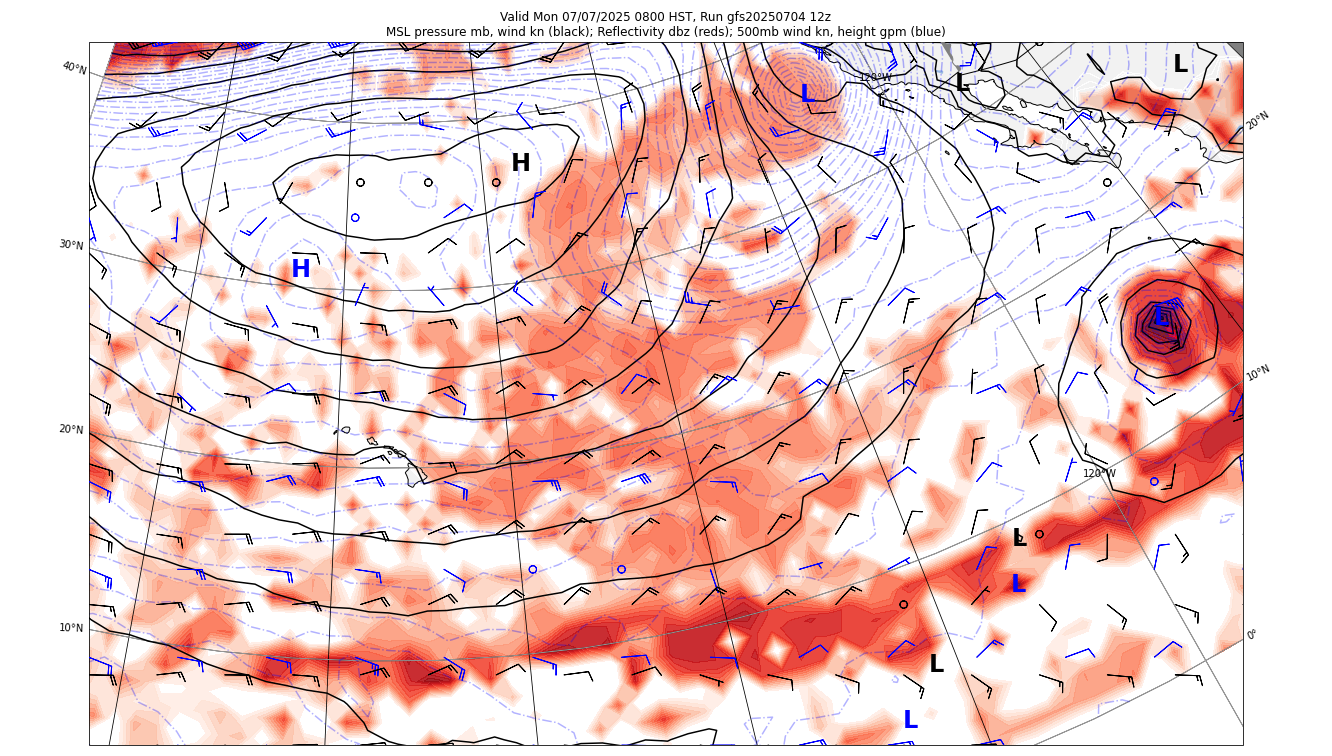 Valid Mon 07/07/2025 0800 HST, Run gfs20250704 12z
MSL pressure mb, wind kn (black); Reflectivity dbz (reds); 500mb wind kn, height gpm (blue)
40°N
120°W
L
L
L
20°N
H
30°N
H
L
10°N
20°N
120°W
L
L
10°N
0°
L
L